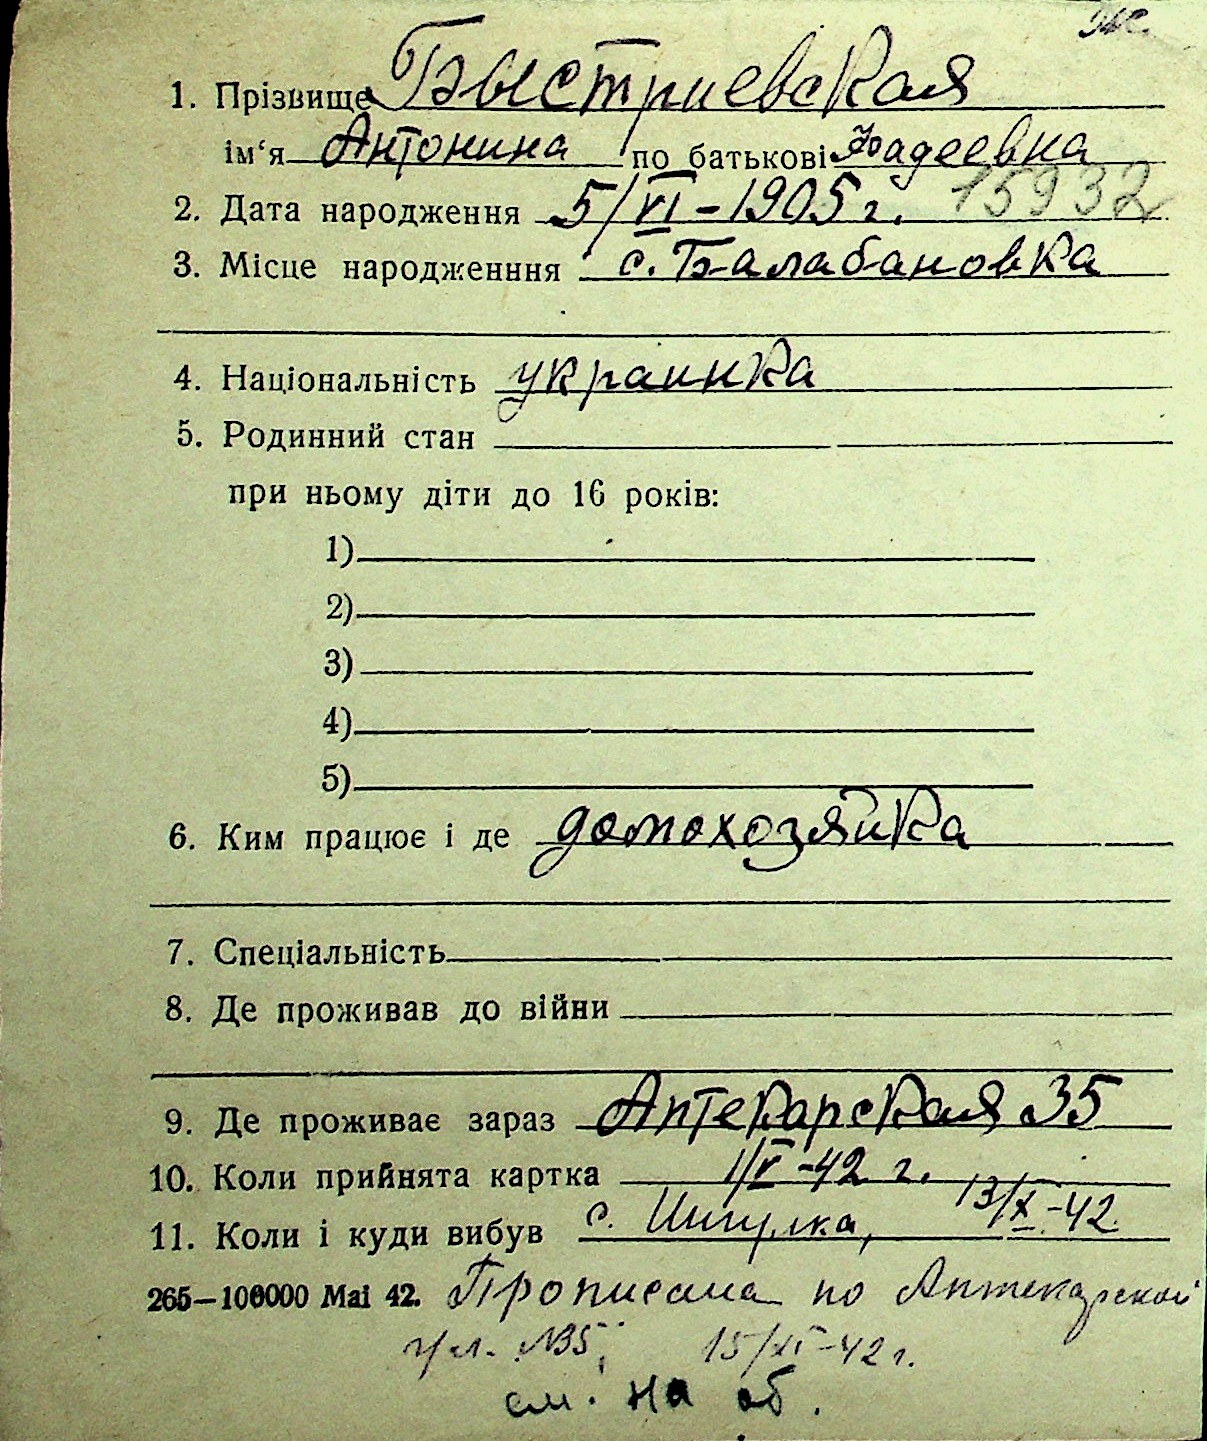 Ж.
1. Прізвище Быстриевская
ім‘я Антонина по батькові Фадеевна
2. Дата народження 5/VI – 1905 г. 15932
3. Місце народженння с. Балабановка
4. Національність украинка
5. Родинний стан
при ньому діти до 16 років:
1)
2)
3)
4)
5)
6. Ким працює і де домохозяйка
7. Спеціальність
8. Де проживав до війни
9. Де проживає зараз Аптекарская 35
10. Коли прийнята картка 1/V -42 г.
11. Коли і куди вибув с. 13/X -42.
265—100000 Mai 42. Прописана по Аптекарской
ул. 15/XI -42 г.
см. на об.